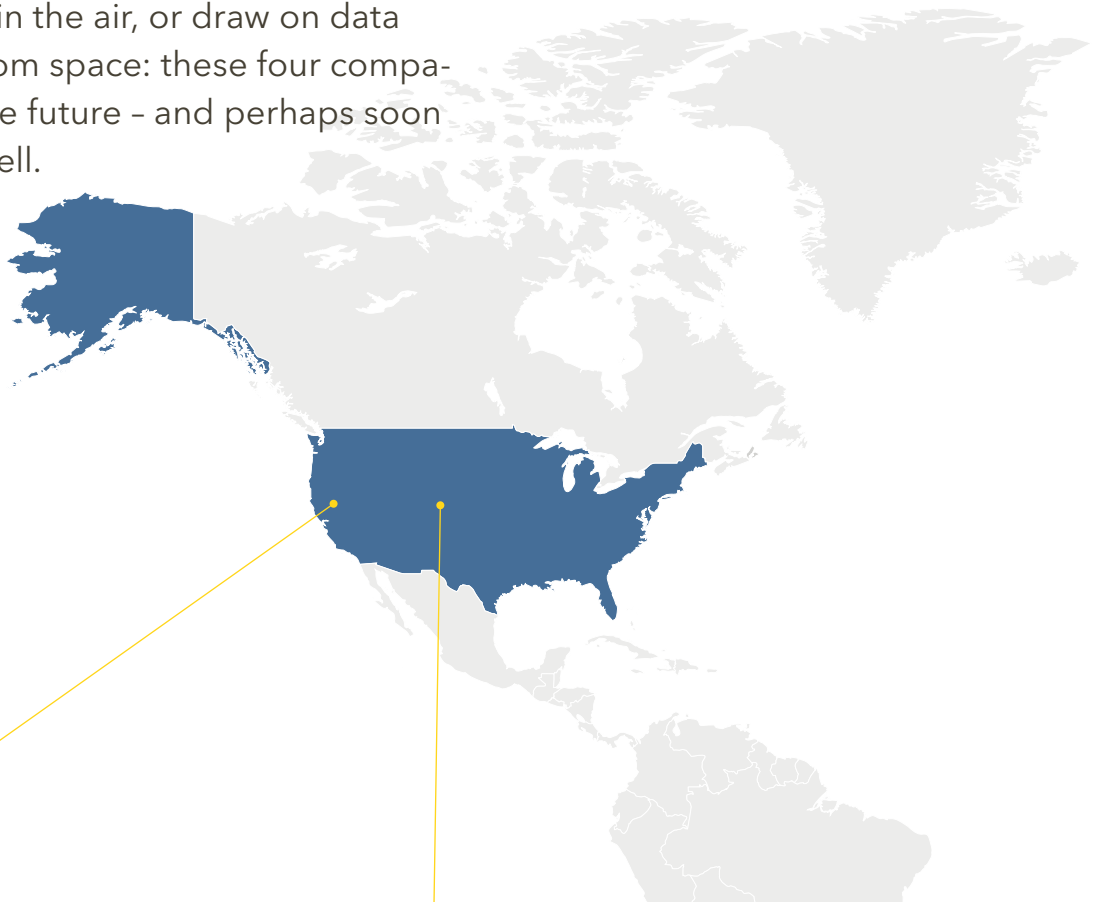 in the air, or draw on data
om space: these four compa-
e future – and perhaps soon
ell.